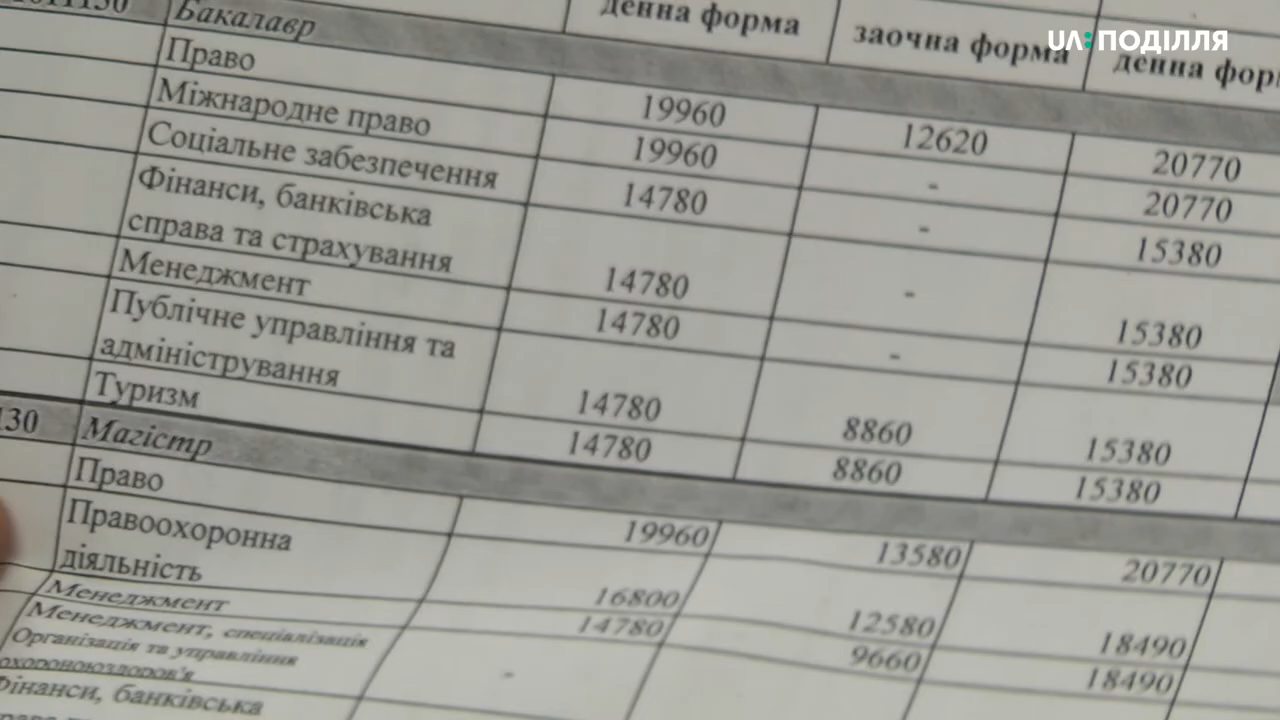 UA:ПОДІЛЛЯ
денна форма заочна форма денна фор
Бакалавр
Право 19960 12620 20770
Міжнародне право 19960 - 20770
Соціальне забезпечення 14780 - 15380
Фінанси, банківська
справа та страхування 14780 - 15380
Менеджмент 14780 - 15380
Публічне управління та
адміністрування 14780 8860 15380
Туризм 14780 8860 15380
130 Магістр
Право 19960 13580 20770
Правоохоронна
діяльність 16800 12580 18490
Менеджмент 14780 9660 18490
Менеджмент, спеціалізація
Організація та управління
охороноюздоров'я -
Фінанси, банківська